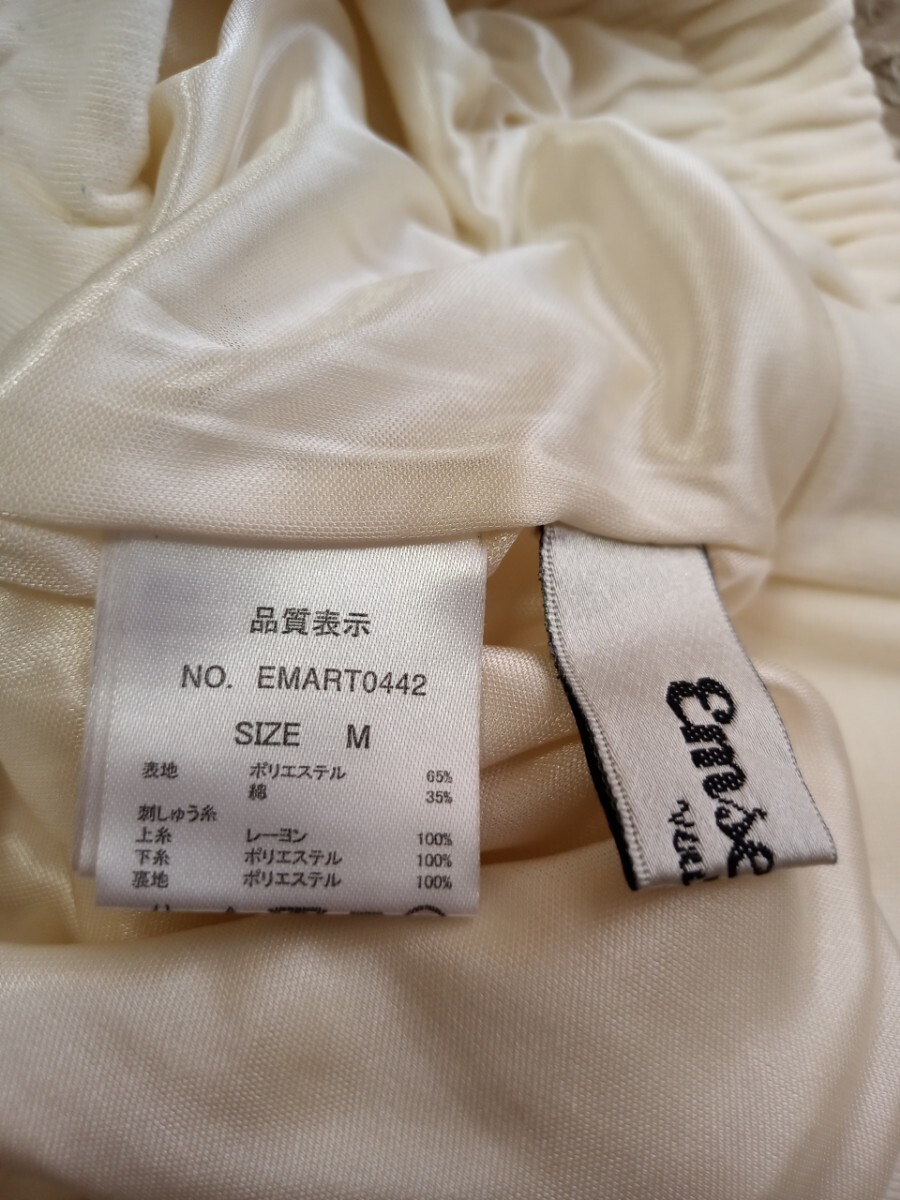 品質表示
NO. EMART0442
SIZE M
表地 ポリエステル 65%
綿 35%
刺しゅう糸
上糸 レーヨン 100%
下糸 ポリエステル 100%
裏地 ポリエステル 100%